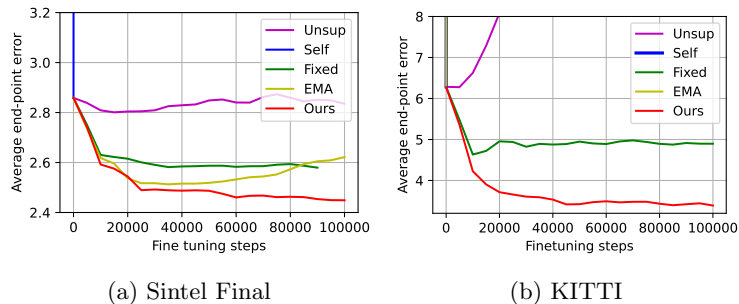 3.2
3.0
2.8
2.6
2.4
Average end-point error
0 20000 40000 60000 80000 100000
Fine tuning steps
Unsup
Self
Fixed
EMA
Ours
(a) Sintel Final
8
7
6
5
4
Average end-point error
0 20000 40000 60000 80000 100000
Finetuning steps
Unsup
Self
Fixed
EMA
Ours
(b) KITTI